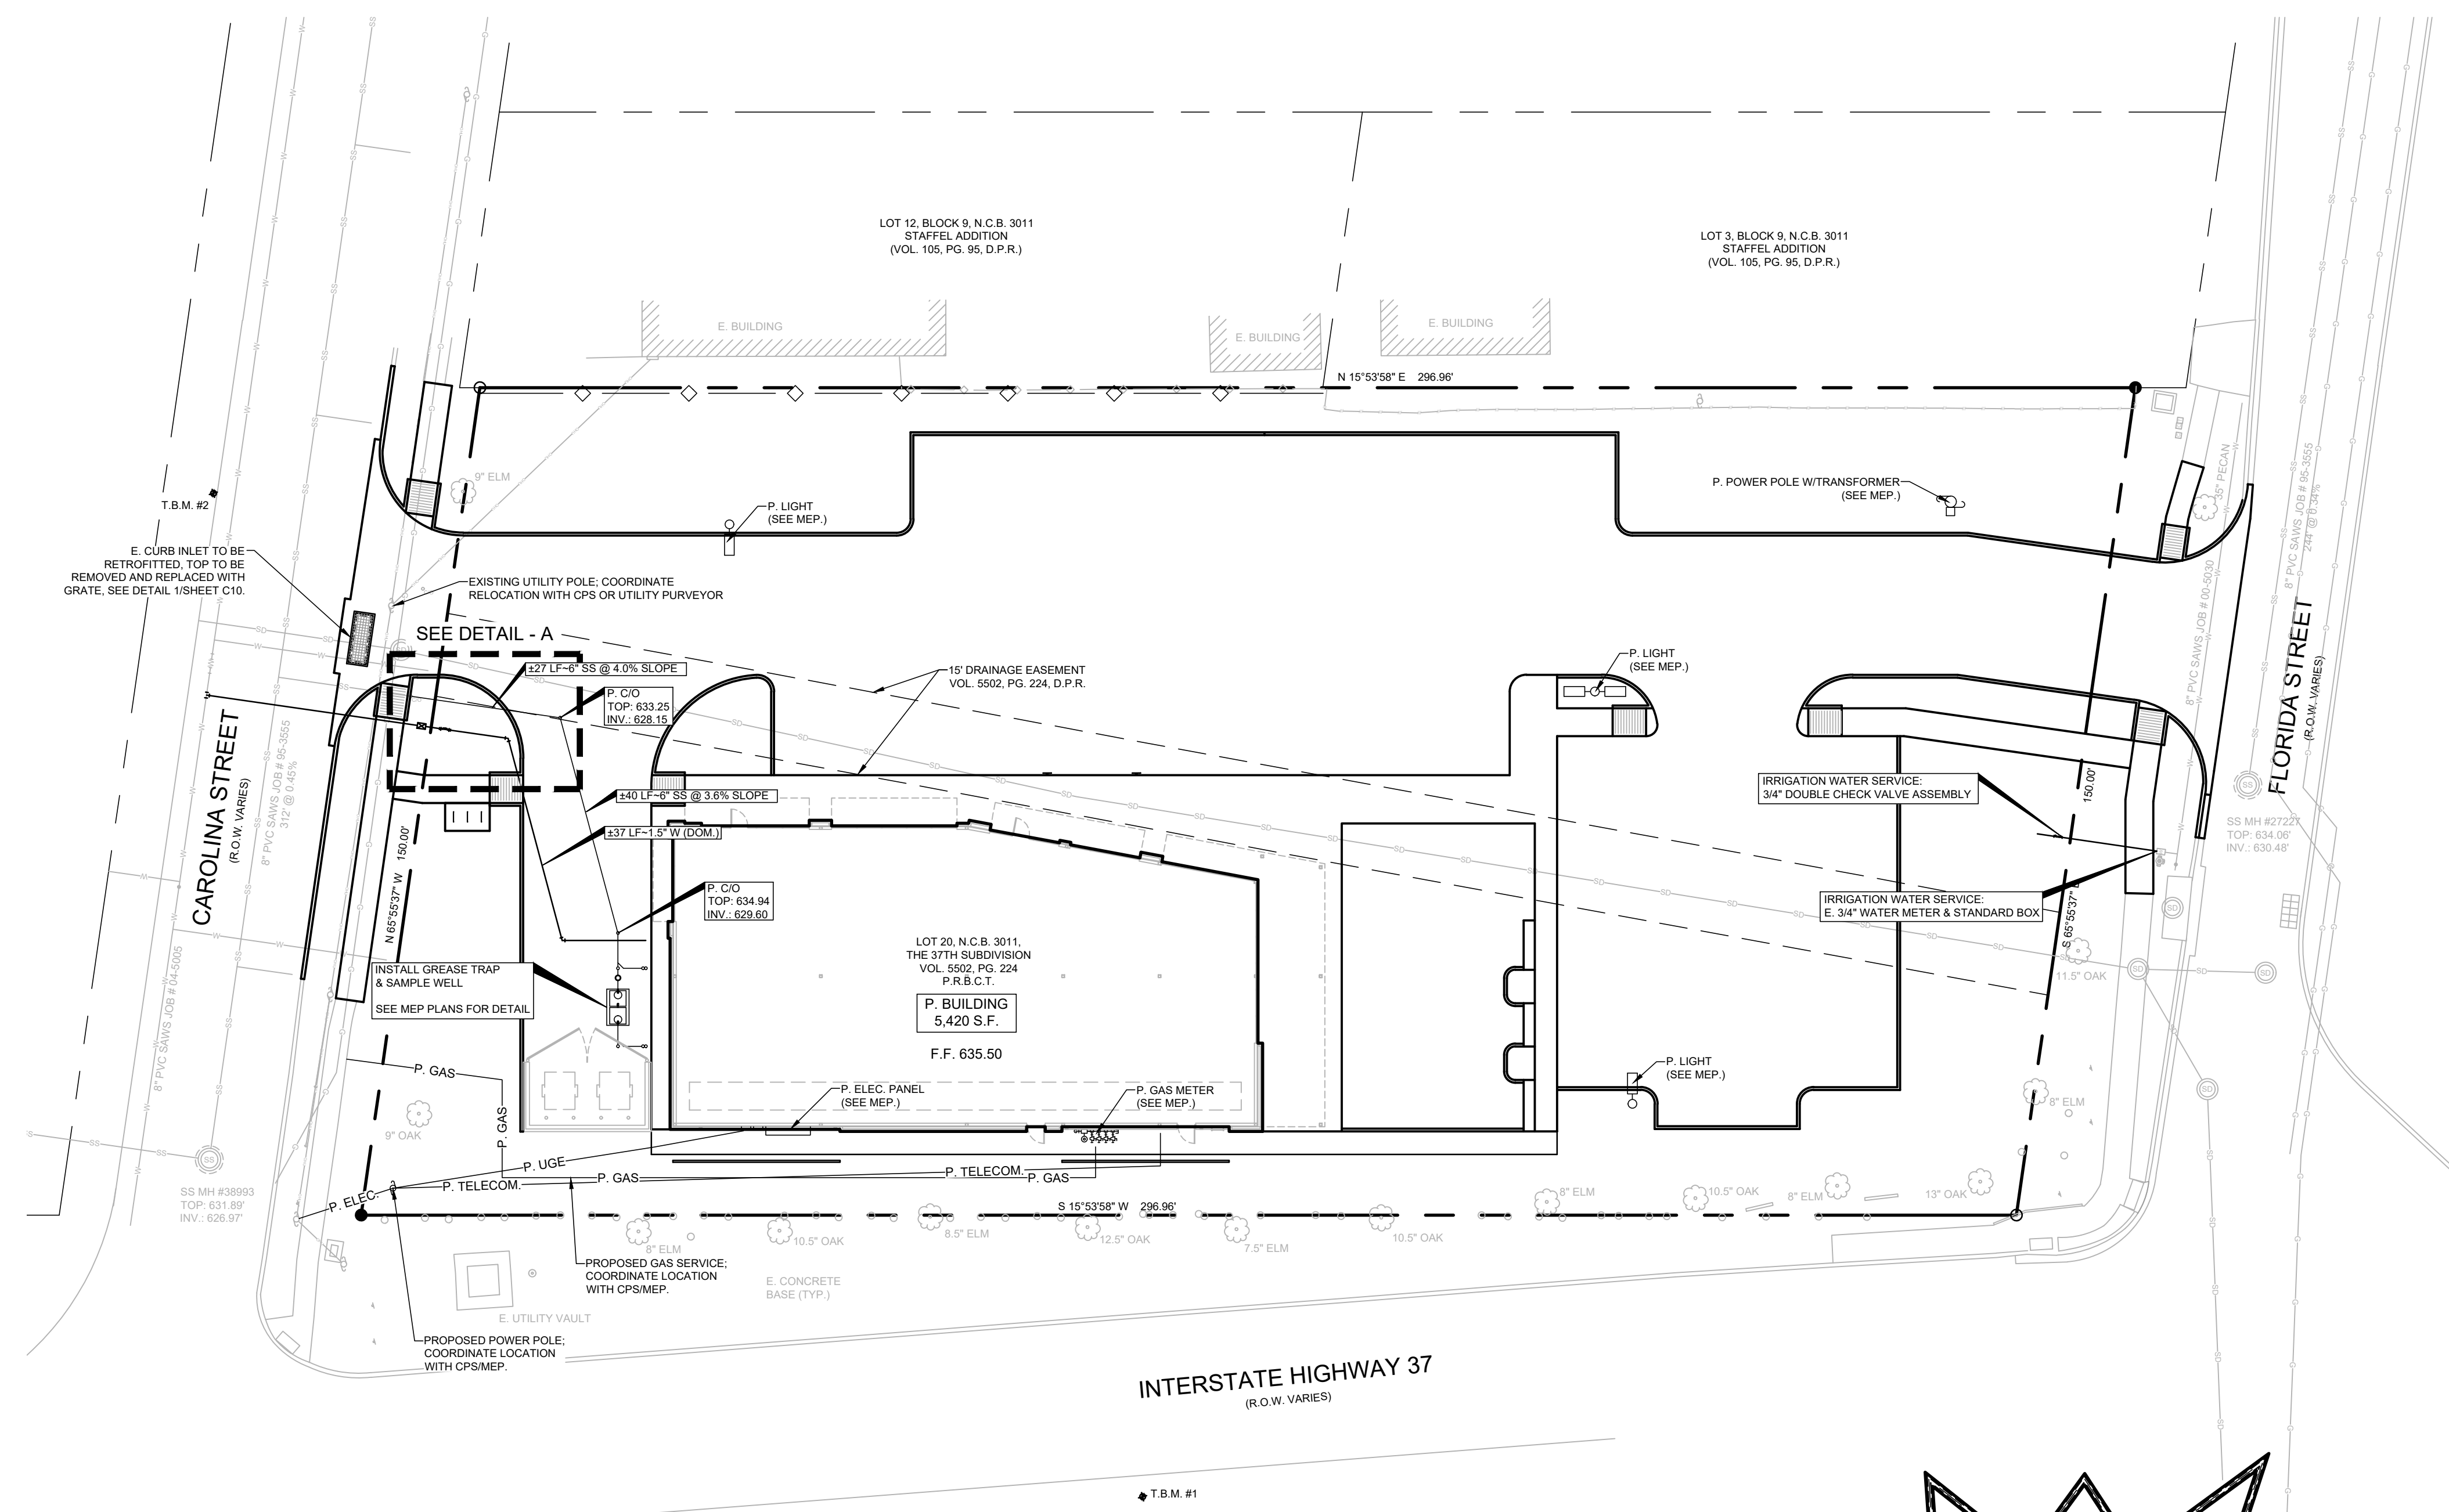 LOT 12, BLOCK 9, N.C.B. 3011
STAFFEL ADDITION
(VOL. 105, PG. 95, D.P.R.)
LOT 3, BLOCK 9, N.C.B. 3011
STAFFEL ADDITION
(VOL. 105, PG. 95, D.P.R.)
E. BUILDING
E. BUILDING
E. BUILDING
N 15°53'58" E 296.96'
9" ELM
T.B.M. #2
P. LIGHT
(SEE MEP.)
P. POWER POLE W/TRANSFORMER
(SEE MEP.)
35" PECAN
8" PVC SAWS JOB # 95-3555
244' @ 0.34%
E. CURB INLET TO BE
RETROFITTED, TOP TO BE
REMOVED AND REPLACED WITH
GRATE, SEE DETAIL 1/SHEET C10.
EXISTING UTILITY POLE; COORDINATE
RELOCATION WITH CPS OR UTILITY PURVEYOR
SEE DETAIL - A
±27 LF~6" SS @ 4.0% SLOPE
P. C/O
TOP: 633.25
INV.: 628.15
15' DRAINAGE EASEMENT
VOL. 5502, PG. 224, D.P.R.
P. LIGHT
(SEE MEP.)
8" PVC SAWS JOB # 00-5030
FLORIDA STREET
(R.O.W. VARIES)
CAROLINA STREET
(R.O.W. VARIES)
8" PVC SAWS JOB # 95-3555
312' @ 0.45%
N 65°55'37" W 150.00'
±40 LF~6" SS @ 3.6% SLOPE
±37 LF~1.5" W (DOM.)
IRRIGATION WATER SERVICE:
3/4" DOUBLE CHECK VALVE ASSEMBLY
150.00'
SS MH #27227
TOP: 634.06'
INV.: 630.48'
P. C/O
TOP: 634.94
INV.: 629.60
IRRIGATION WATER SERVICE:
E. 3/4" WATER METER & STANDARD BOX
S 65°55'37" E
11.5" OAK
LOT 20, N.C.B. 3011,
THE 37TH SUBDIVISION
VOL. 5502, PG. 224
P.R.B.C.T.
P. BUILDING
5,420 S.F.
F.F. 635.50
INSTALL GREASE TRAP
& SAMPLE WELL
SEE MEP PLANS FOR DETAIL
8" PVC SAWS JOB # 04-5005
P. GAS
P. GAS
P. ELEC. PANEL
(SEE MEP.)
P. GAS METER
(SEE MEP.)
P. LIGHT
(SEE MEP.)
9" OAK
8" ELM
SS MH #38993
TOP: 631.89'
INV.: 626.97'
P. UGE
P. ELEC.
P. TELECOM.
P. GAS
P. TELECOM.
P. GAS
S 15°53'58" W 296.96'
8" ELM
10.5" OAK
8" ELM
13" OAK
8" ELM
10.5" OAK
8.5" ELM
12.5" OAK
7.5" ELM
10.5" OAK
PROPOSED GAS SERVICE;
COORDINATE LOCATION
WITH CPS/MEP.
E. CONCRETE
BASE (TYP.)
E. UTILITY VAULT
PROPOSED POWER POLE;
COORDINATE LOCATION
WITH CPS/MEP.
INTERSTATE HIGHWAY 37
(R.O.W. VARIES)
T.B.M. #1